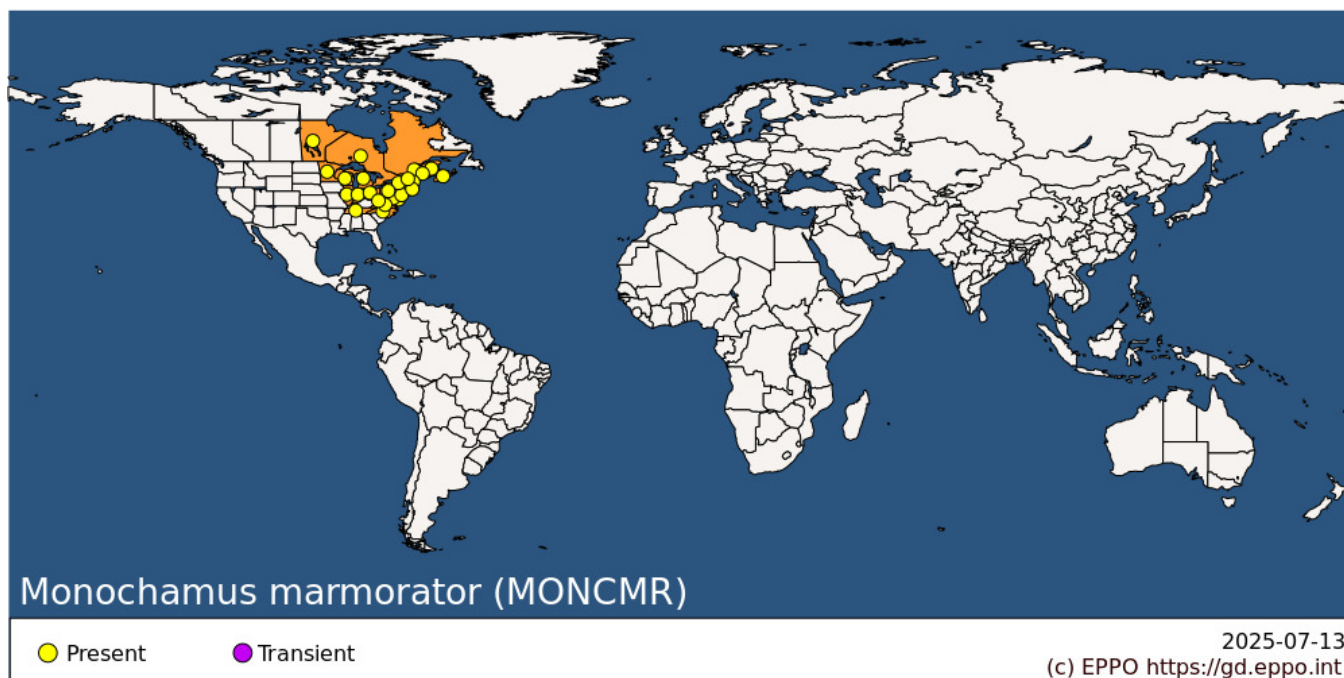 Monochamus marmorator (MONCMR)
Present
Transient
2025-07-13
(c) EPPO https://gd.eppo.int